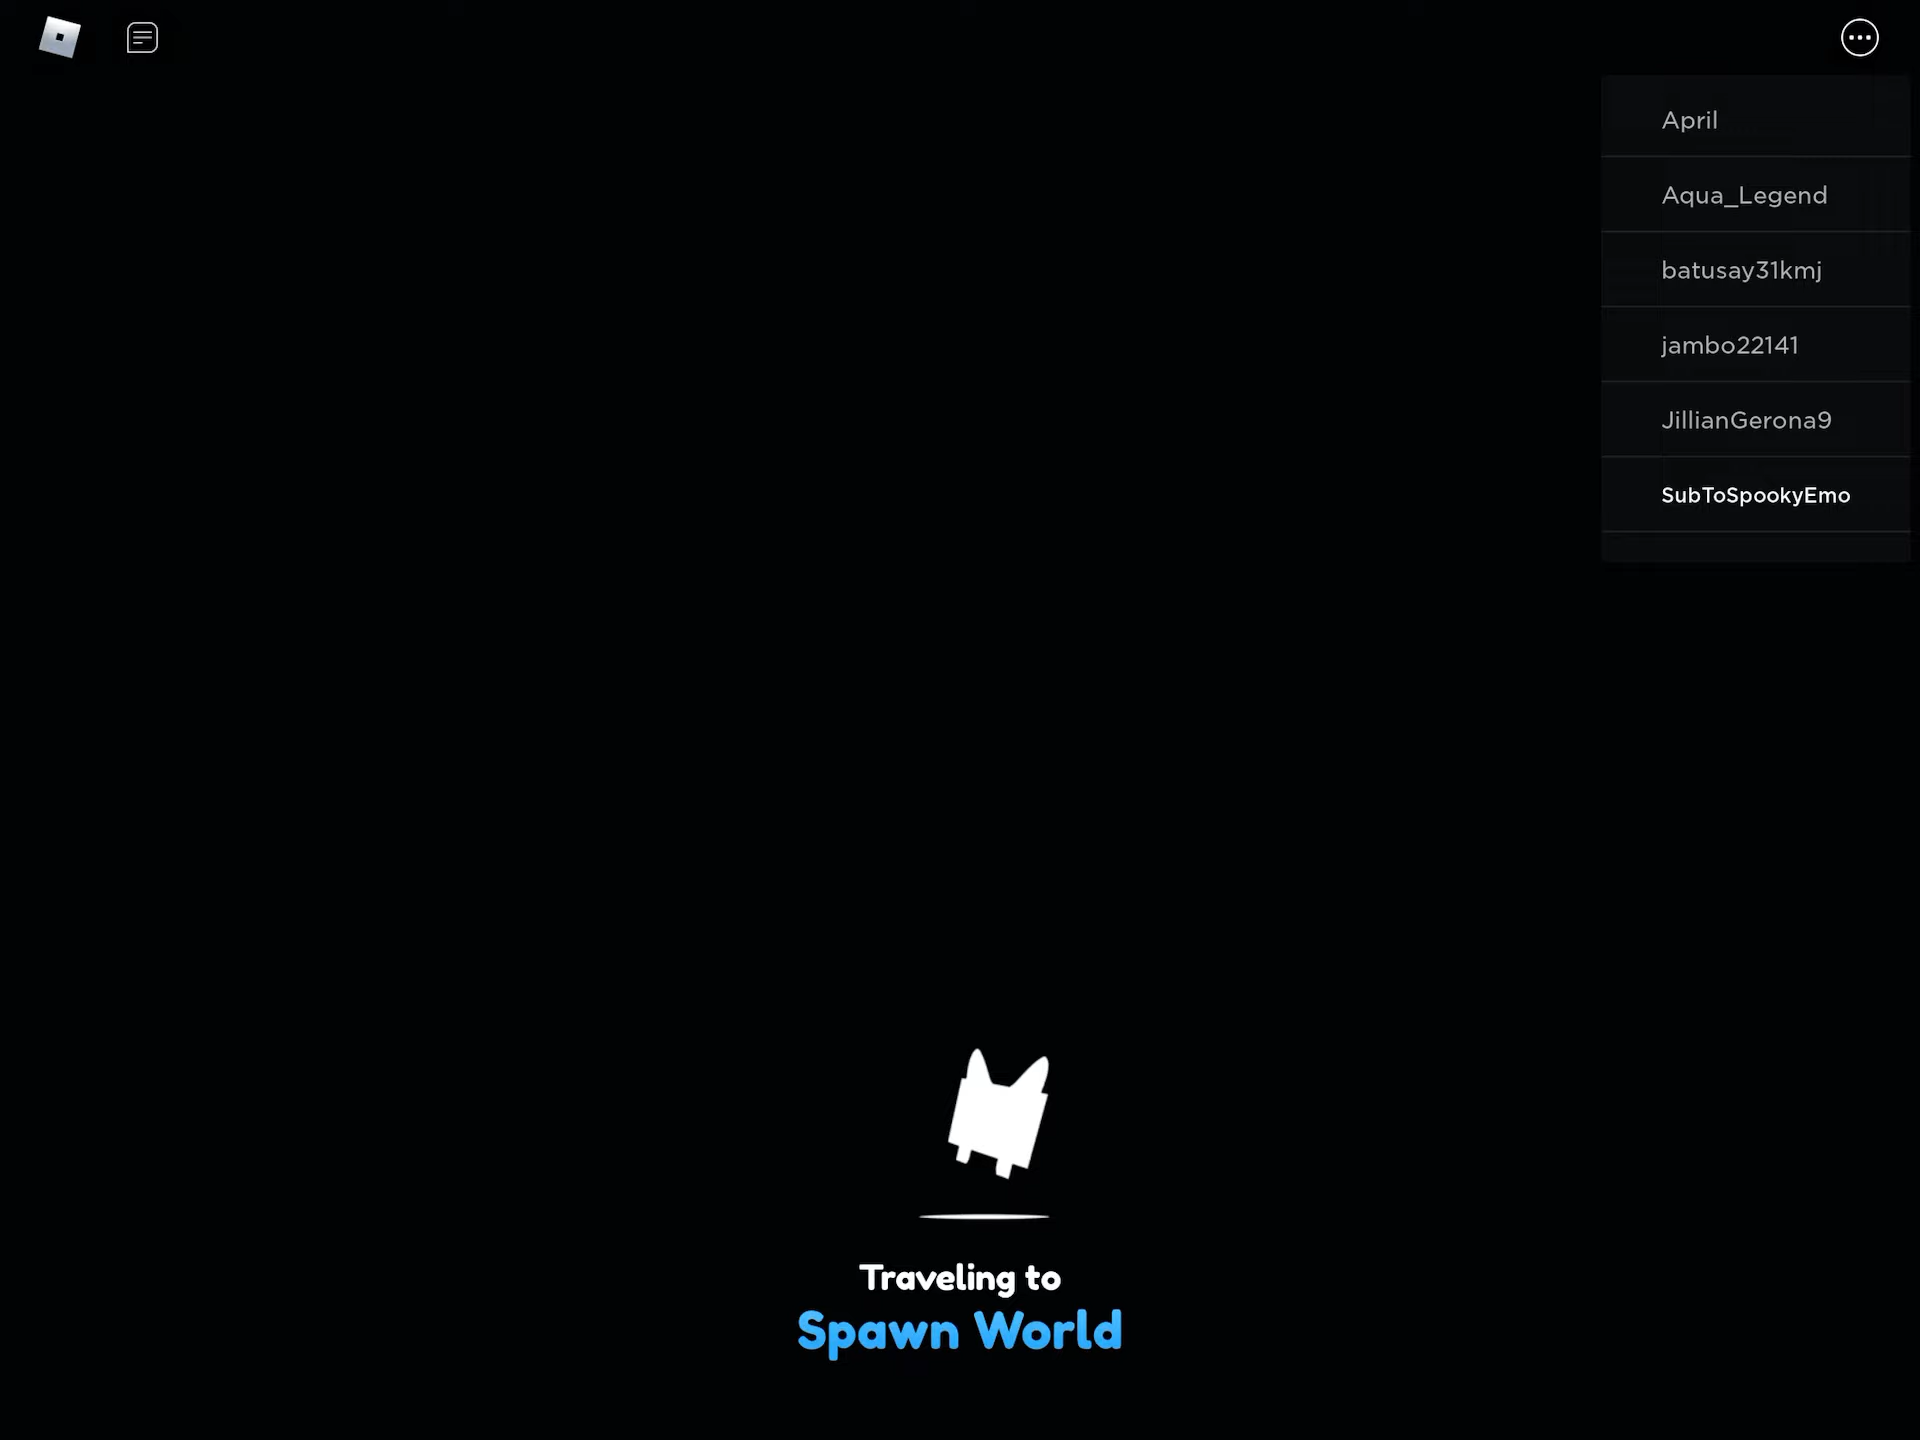 April
Aqua_Legend
batusay31kmj
jambo22141
JillianGerona9
SubToSpookyEmo
Traveling to
Spawn World